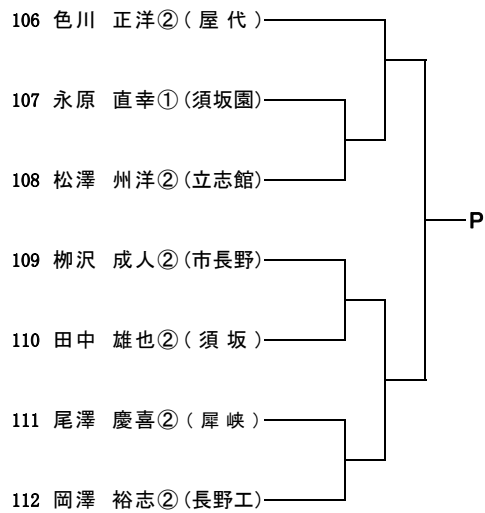 106 色川 正洋② ( 屋 代 )
107 永原 直幸① (須坂園)
108 松澤 州洋② (立志館)
109 栁沢 成人② (市長野)
P
110 田中 雄也② ( 須 坂 )
111 尾澤 慶喜② ( 犀 峡 )
112 岡澤 裕志② (長野工)